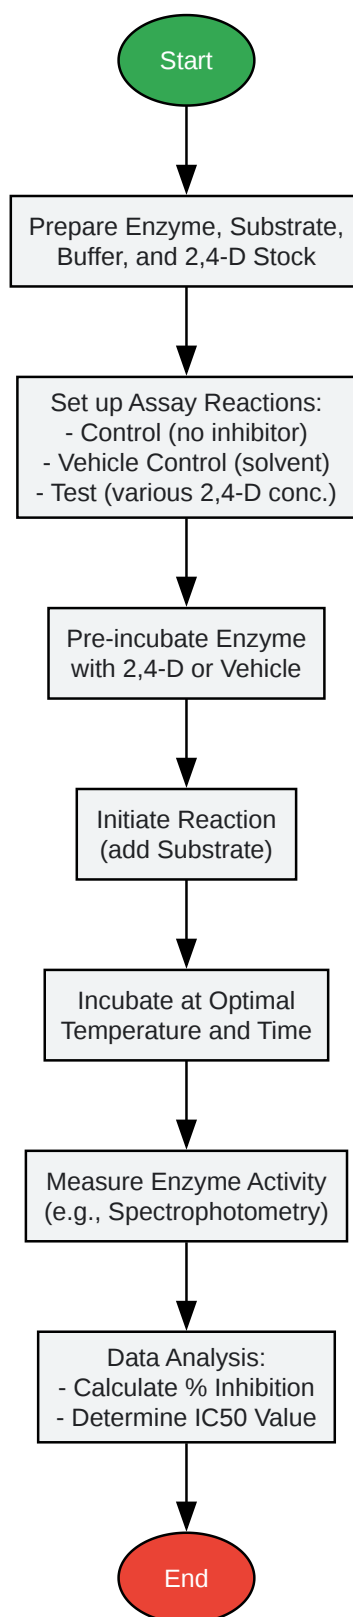 Start
Prepare Enzyme, Substrate,
Buffer, and 2,4-D Stock
Set up Assay Reactions:
- Control (no inhibitor)
- Vehicle Control (solvent)
- Test (various 2,4-D conc.)
Pre-incubate Enzyme
with 2,4-D or Vehicle
Initiate Reaction
(add Substrate)
Incubate at Optimal
Temperature and Time
Measure Enzyme Activity
(e.g., Spectrophotometry)
Data Analysis:
- Calculate % Inhibition
- Determine IC50 Value
End